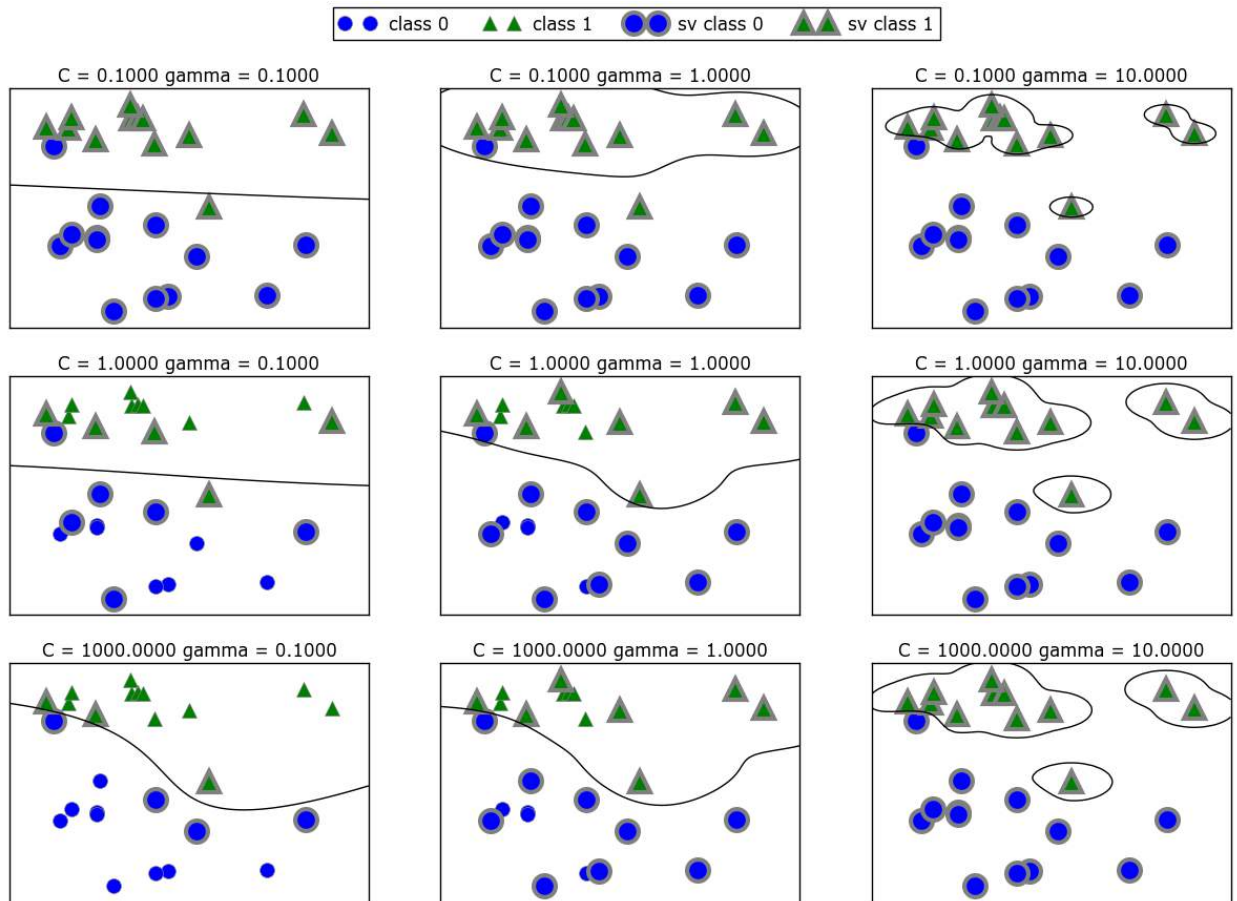 class 0 class 1 sv class 0 sv class 1
C = 0.1000 gamma = 0.1000
C = 0.1000 gamma = 1.0000
C = 0.1000 gamma = 10.0000
C = 1.0000 gamma = 0.1000
C = 1.0000 gamma = 1.0000
C = 1.0000 gamma = 10.0000
C = 1000.0000 gamma = 0.1000
C = 1000.0000 gamma = 1.0000
C = 1000.0000 gamma = 10.0000